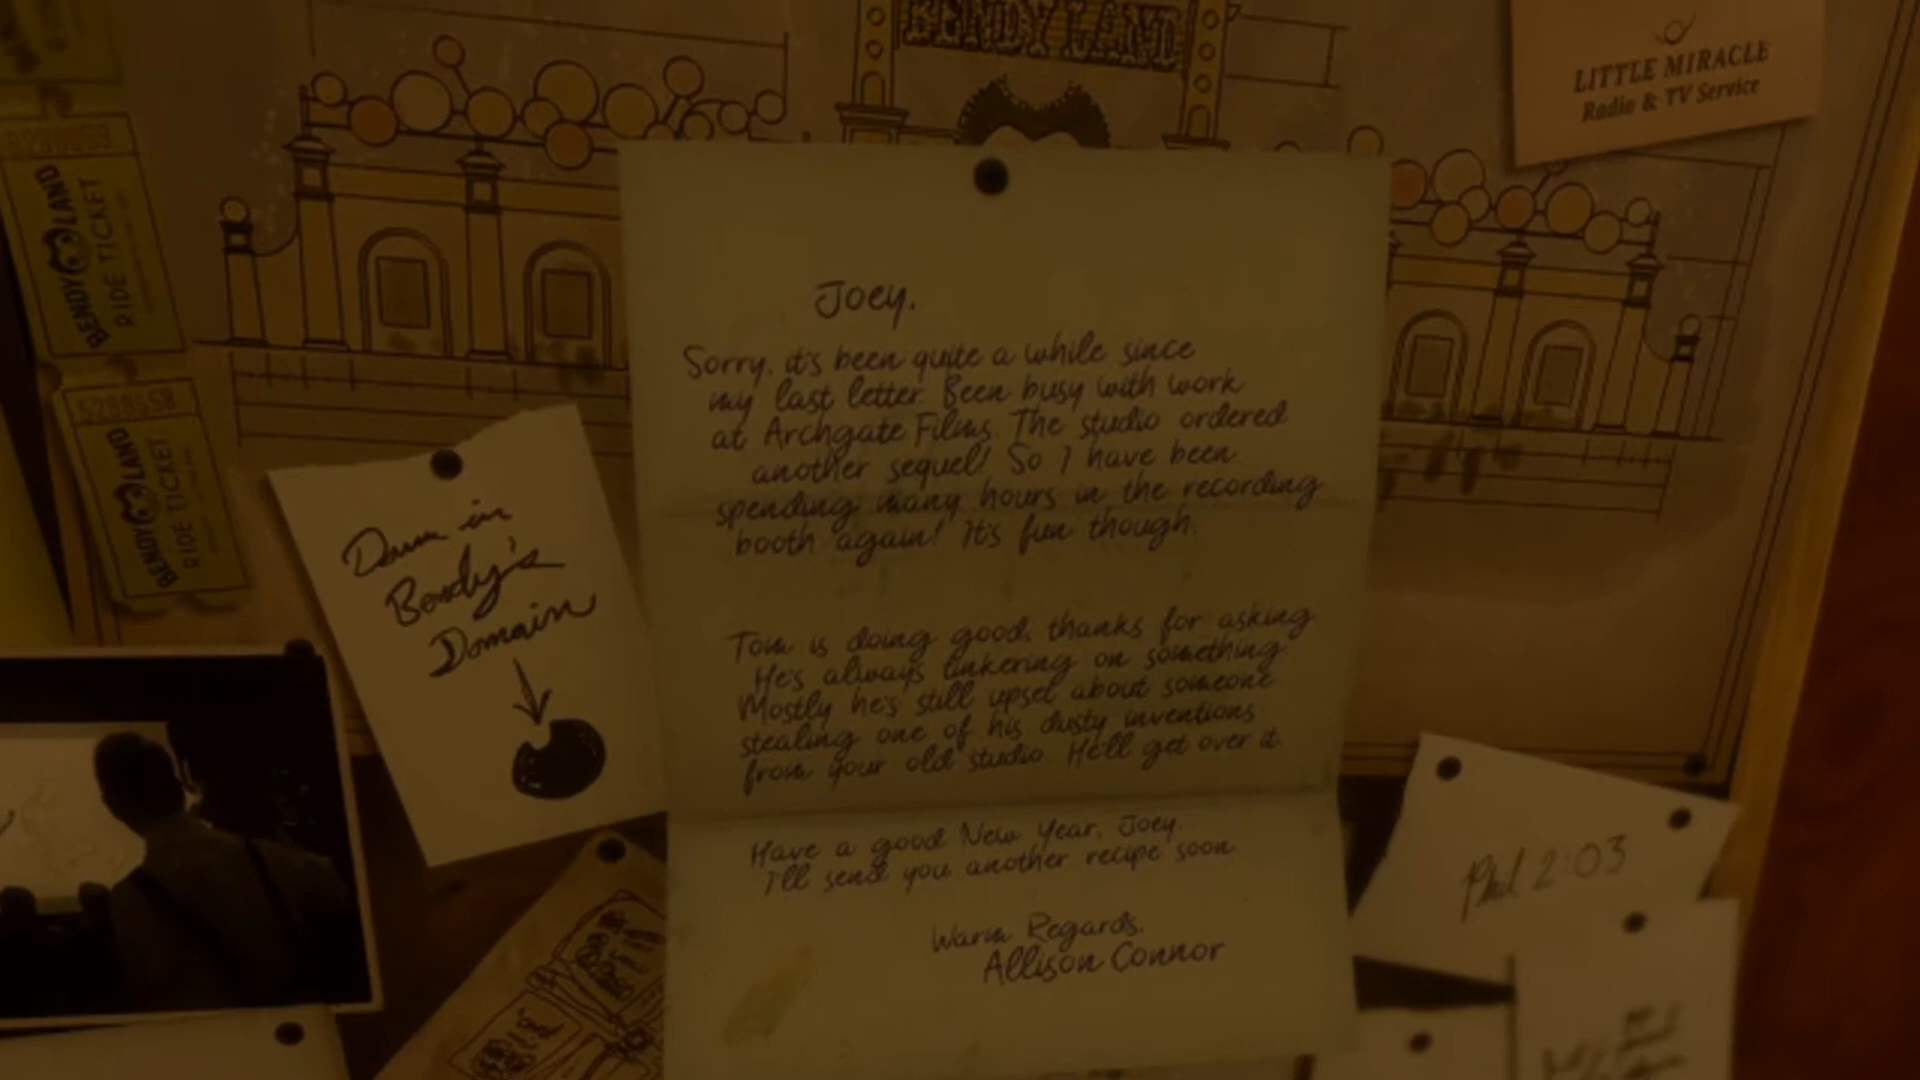 BENDY LAND
LITTLE MIRACLE
Radio & TV Service
5288659
BENDY LAND
RIDE TICKET
5288658
BENDY LAND
RIDE TICKET
Down in
Bendy's
Domain
Joey,
Sorry, it's been quite a while since
my last letter. Been busy with work
at Archgate Films. The studio ordered
another sequel! So I have been
spending many hours in the recording
booth again! It's fun though.
Tom is doing good, thanks for asking.
He's always tinkering on something.
Mostly he's still upset about someone
stealing one of his dusty inventions
from your old studio. He'll get over it.
Have a good New Year, Joey.
I'll send you another recipe soon.
Warm Regards,
Allison Connor
Phil 2:03